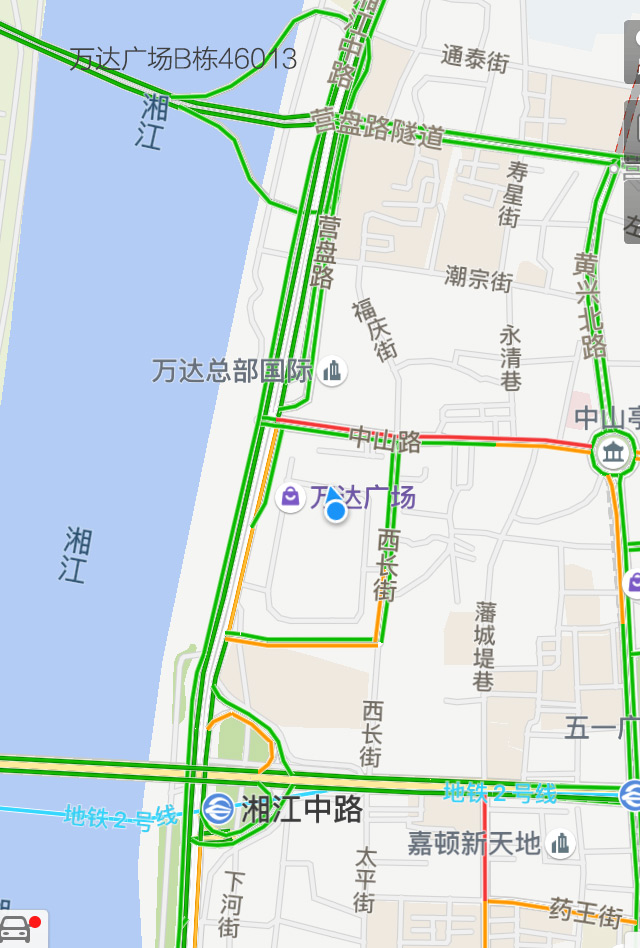 湘江中路
通泰街
万达广场B栋46013
湘江
营盘路隧道
寿星街
营盘路
黄兴北路
潮宗街
福庆街
永清巷
万达总部国际
中山亭
中山路
万达广场
湘江
西长街
藩城堤巷
西长街
五一广
地铁2号线
地铁2号线
湘江中路
嘉顿新天地
太平街
下河街
药王街